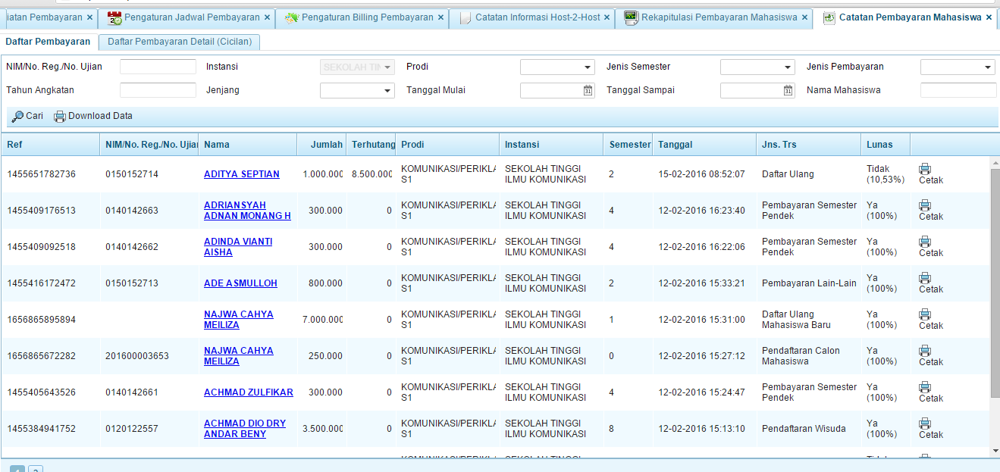 iatan Pembayaran × Pengaturan Jadwal Pembayaran × Pengaturan Billing Pembayaran × Catatan Informasi Host-2-Host × Rekapitulasi Pembayaran Mahasiswa × Catatan Pembayaran Mahasiswa ×
Daftar Pembayaran Daftar Pembayaran Detail (Cicilan)
NIM/No. Reg./No. Ujian Instansi SEKOLAH TIN Prodi Jenis Semester Jenis Pembayaran
Tahun Angkatan Jenjang Tanggal Mulai 31 Tanggal Sampai 31 Nama Mahasiswa
Cari Download Data
Ref NIM/No. Reg./No. Ujian Nama Jumlah Terhutang Prodi Instansi Semester Tanggal Jns. Trs Lunas
1455651782736 0150152714 ADITYA SEPTIAN 1.000.000 8.500.000 KOMUNIKASI/PERIKLA SEKOLAH TINGGI 2 15-02-2016 08:52:07 Daftar Ulang Tidak
S1 ILMU KOMUNIKASI (10,53%) Cetak
1455409176513 0140142663 ADRIANSYAH 300.000 0 KOMUNIKASI/PERIKLA SEKOLAH TINGGI 4 12-02-2016 16:23:40 Pembayaran Semester Ya
ADNAN MONANG H S1 ILMU KOMUNIKASI Pendek (100%) Cetak
1455409092518 0140142662 ADINDA VIANTI 300.000 0 KOMUNIKASI/PERIKLA SEKOLAH TINGGI 4 12-02-2016 16:22:06 Pembayaran Semester Ya
AISHA S1 ILMU KOMUNIKASI Pendek (100%) Cetak
1455416172472 0150152713 ADE ASMULLOH 800.000 0 KOMUNIKASI/PERIKLA SEKOLAH TINGGI 2 12-02-2016 15:33:21 Pembayaran Lain-Lain Ya
S1 ILMU KOMUNIKASI (100%) Cetak
1656865895894 NAJWA CAHYA 7.000.000 0 KOMUNIKASI/PERIKLA SEKOLAH TINGGI 1 12-02-2016 15:31:00 Daftar Ulang Ya
MEILIZA S1 ILMU KOMUNIKASI Mahasiswa Baru (100%) Cetak
1656865672282 201600003653 NAJWA CAHYA 250.000 0 KOMUNIKASI/PERIKLA SEKOLAH TINGGI 0 12-02-2016 15:27:12 Pendaftaran Calon Ya
MEILIZA S1 ILMU KOMUNIKASI Mahasiswa (100%) Cetak
1455405643526 0140142661 ACHMAD ZULFIKAR 300.000 0 KOMUNIKASI/PERIKLA SEKOLAH TINGGI 4 12-02-2016 15:24:47 Pembayaran Semester Ya
S1 ILMU KOMUNIKASI Pendek (100%) Cetak
1455384941752 0120122557 ACHMAD DIO DRY 3.500.000 0 KOMUNIKASI/PERIKLA SEKOLAH TINGGI 8 12-02-2016 15:13:10 Pendaftaran Wisuda Ya
ANDAR BENY S1 ILMU KOMUNIKASI (100%) Cetak